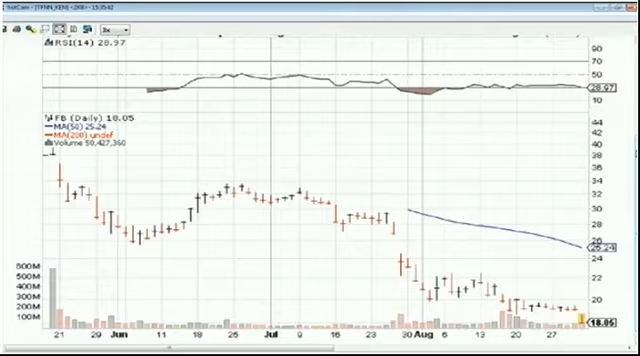 RSI(14) 28.97
90
70
50
28.97
10
FB (Daily) 18.05
MA(50) 25.24
MA(200) undef
Volume 50,427,360
44
42
40
38
36
34
32
30
28
26
25.24
24
22
20
18.05
600M
500M
400M
300M
200M
100M
21
Jun
11
18
25
Jul
9
16
23
30
Aug
6
13
20
27